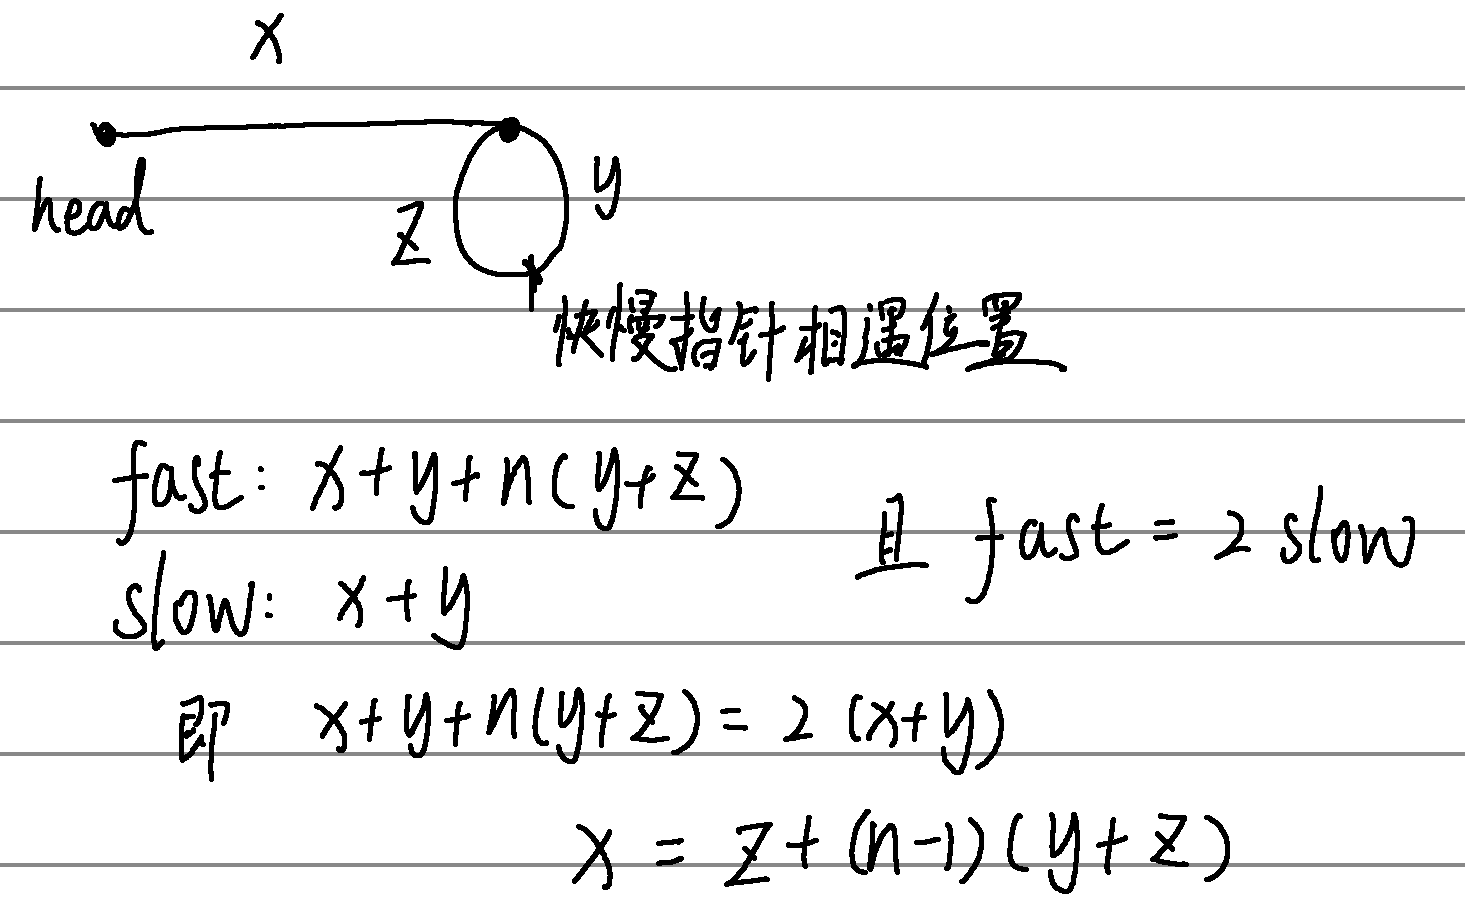 x
head
z
y
快慢指针相遇位置
fast: x+y+n(y+z)
且 fast = 2 slow
slow: x+y
即 x+y+n(y+z) = 2 (x+y)
x = z+(n-1)(y+z)